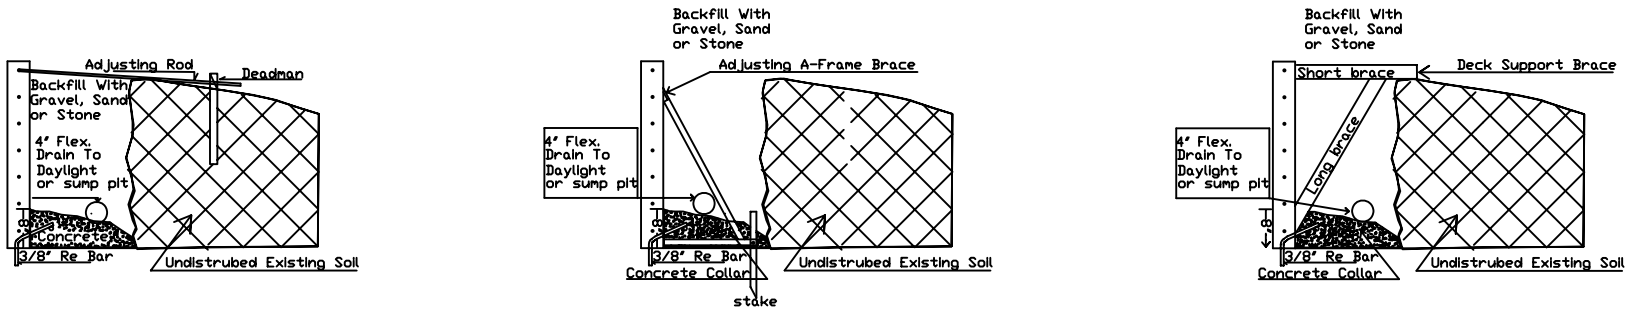 Adjusting Rod
Deadman
Backfill With
Gravel, Sand
or Stone
4" Flex.
Drain To
Daylight
or sump pit
8"
Concrete
3/8" Re Bar
Undistrubed Existing Soil
Backfill With
Gravel, Sand
or Stone
Adjusting A-Frame Brace
4" Flex.
Drain To
Daylight
or sump pit
8"
3/8" Re Bar
Concrete Collar
Undistrubed Existing Soil
stake
Backfill With
Gravel, Sand
or Stone
Short brace
Deck Support Brace
4" Flex.
Drain To
Daylight
or sump pit
Long brace
8"
3/8" Re Bar
Concrete Collar
Undistrubed Existing Soil